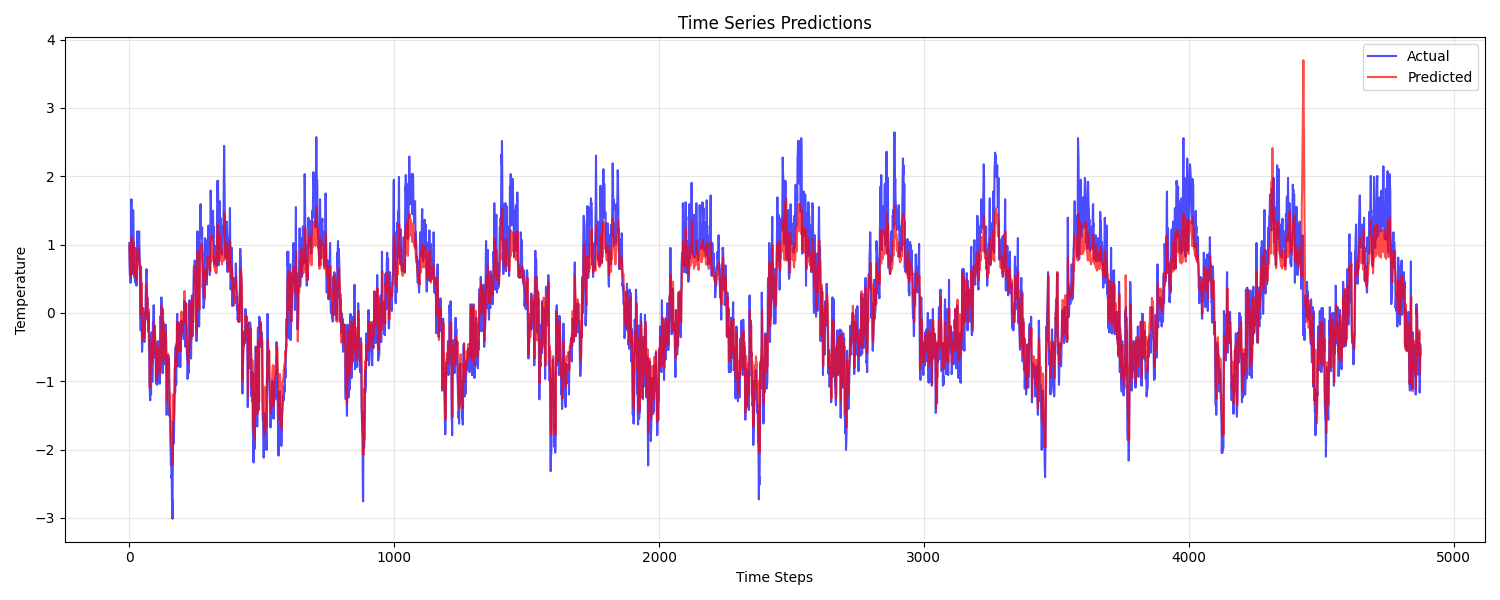 Time Series Predictions
Actual
Predicted
Temperature
4
3
2
1
0
−1
−2
−3
0
1000
2000
3000
4000
5000
Time Steps